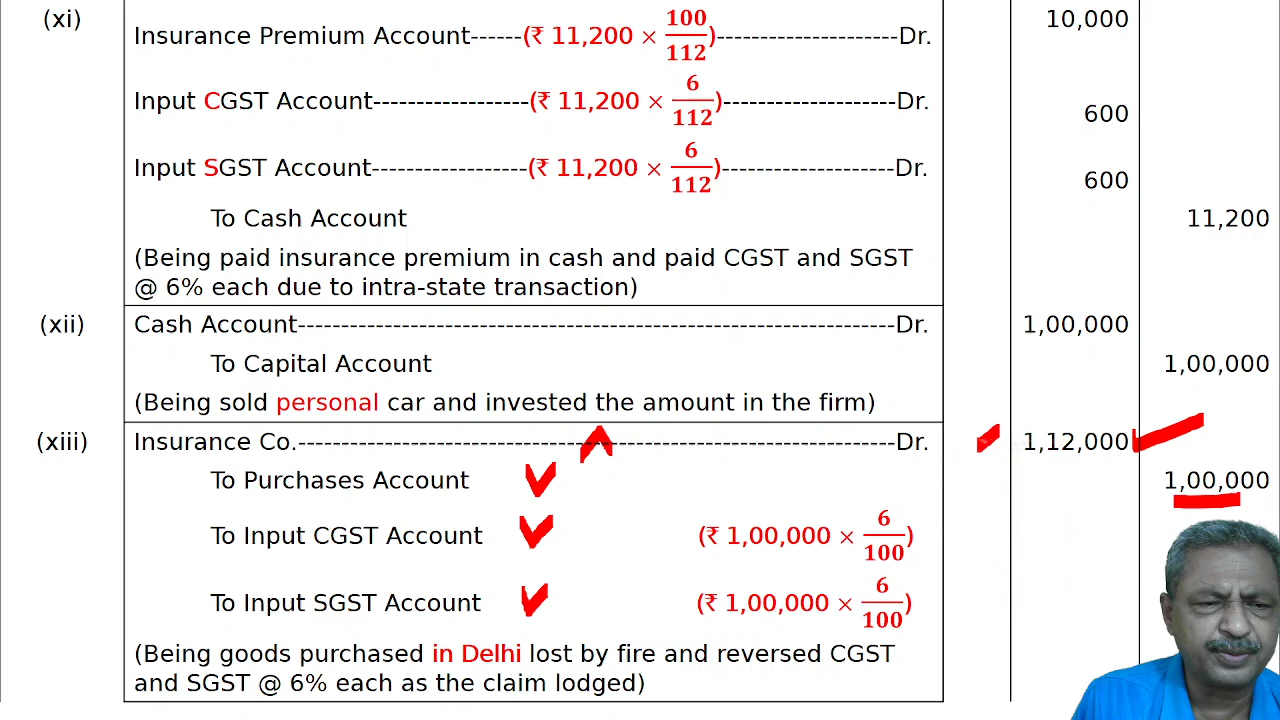 (xi) Insurance Premium Account------(₹ 11,200 × 100/112)---------------------Dr. 10,000
Input CGST Account------------------(₹ 11,200 × 6/112)--------------------Dr. 600
Input SGST Account------------------(₹ 11,200 × 6/112)--------------------Dr. 600
To Cash Account 11,200
(Being paid insurance premium in cash and paid CGST and SGST
@ 6% each due to intra-state transaction)
(xii) Cash Account---------------------------------------------------------------------Dr. 1,00,000
To Capital Account 1,00,000
(Being sold personal car and invested the amount in the firm)
(xiii) Insurance Co.---------------------------------------------------------------------Dr. 1,12,000
To Purchases Account 1,00,000
To Input CGST Account (₹ 1,00,000 × 6/100)
To Input SGST Account (₹ 1,00,000 × 6/100)
(Being goods purchased in Delhi lost by fire and reversed CGST
and SGST @ 6% each as the claim lodged)